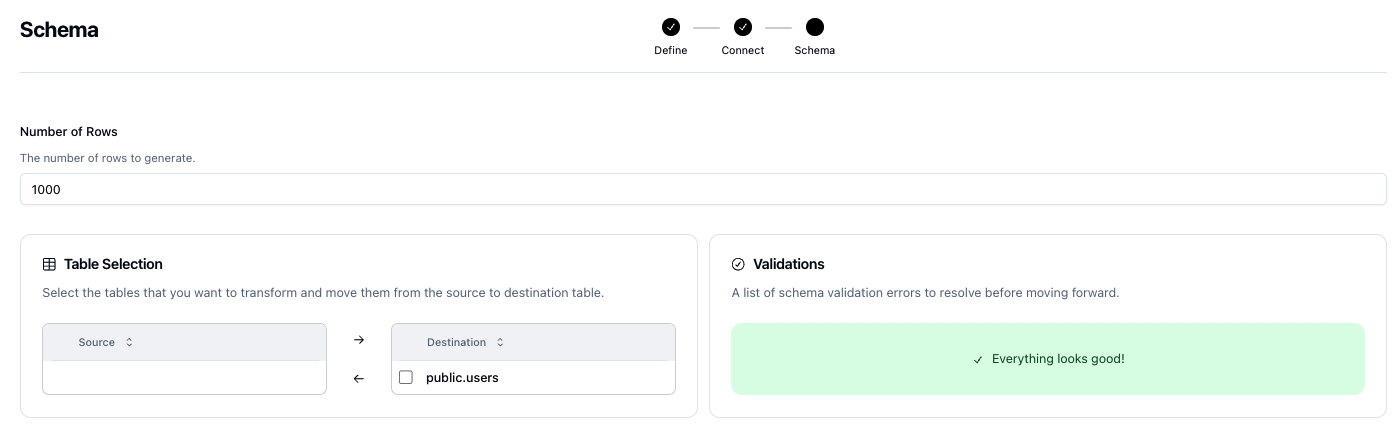 Schema
Define
Connect
Schema
Number of Rows
The number of rows to generate.
1000
Table Selection
Select the tables that you want to transform and move them from the source to destination table.
Source
Destination
public.users
Validations
A list of schema validation errors to resolve before moving forward.
Everything looks good!